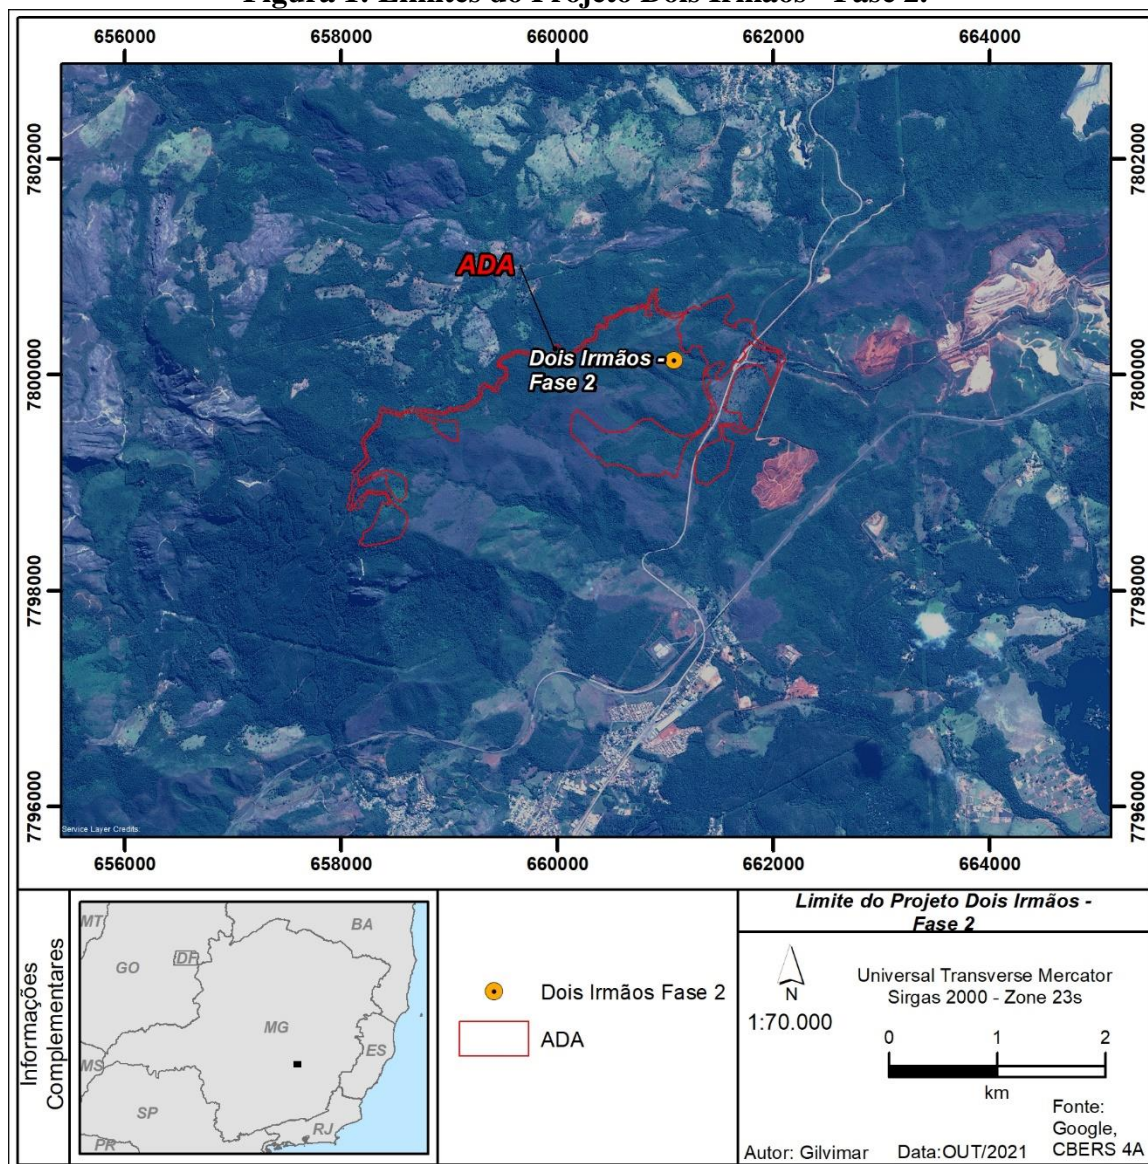 Figura 1: Limites do Projeto Dois Irmãos - Fase 2.
656000 658000 660000 662000 664000
7802000 7802000
ADA
Dois Irmãos -
Fase 2
7800000 7800000
7798000 7798000
7796000 7796000
Service Layer Credits:
656000 658000 660000 662000 664000
Informações
Complementares
MT
BA
GO
DF
MG
ES
MS
SP
RJ
PR
Dois Irmãos Fase 2
ADA
Limite do Projeto Dois Irmãos -
Fase 2
N
1:70.000
Universal Transverse Mercator
Sirgas 2000 - Zone 23s
0 1 2
km
Fonte:
Google,
CBERS 4A
Autor: Gilvimar Data:OUT/2021